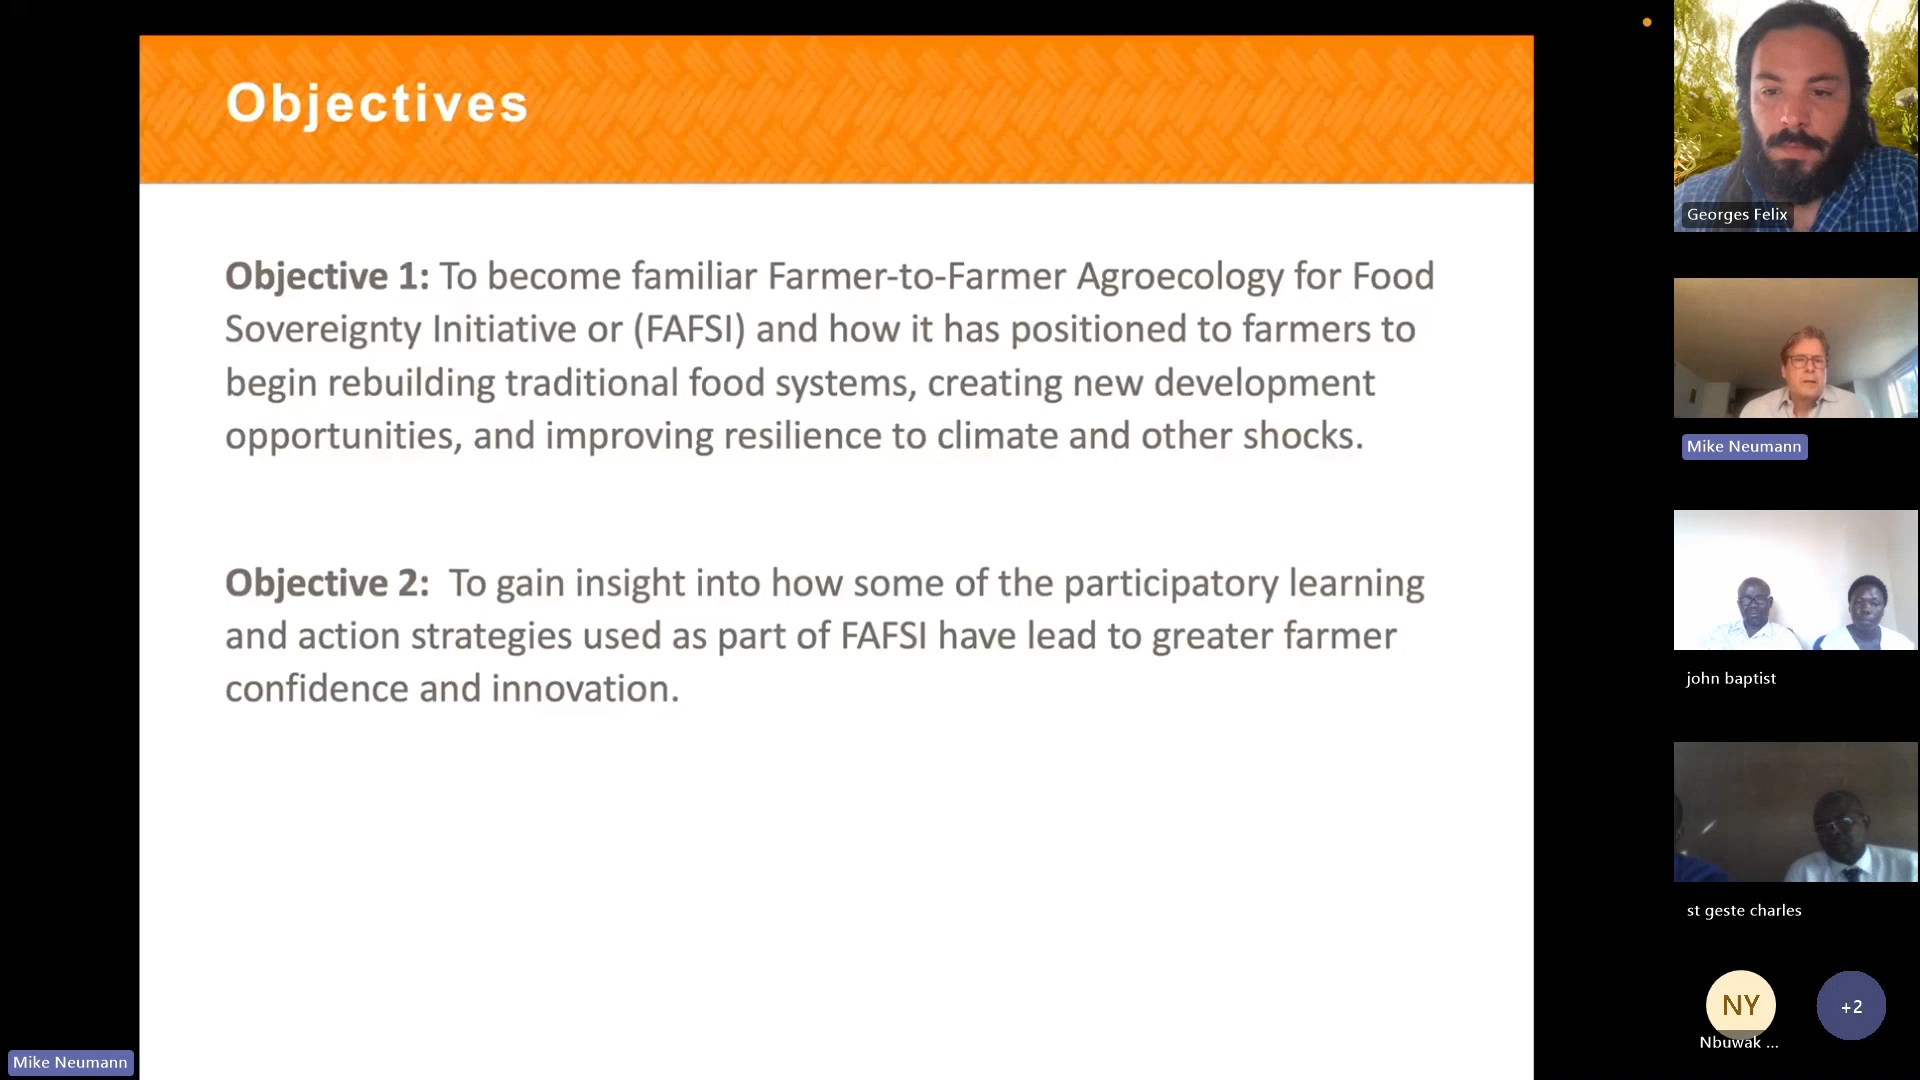 Objectives
Objective 1: To become familiar Farmer-to-Farmer Agroecology for Food
Sovereignty Initiative or (FAFSI) and how it has positioned to farmers to
begin rebuilding traditional food systems, creating new development
opportunities, and improving resilience to climate and other shocks.
Objective 2: To gain insight into how some of the participatory learning
and action strategies used as part of FAFSI have lead to greater farmer
confidence and innovation.
Mike Neumann
Georges Felix
Mike Neumann
john baptist
st geste charles
NY
+2
Nbuwak ...